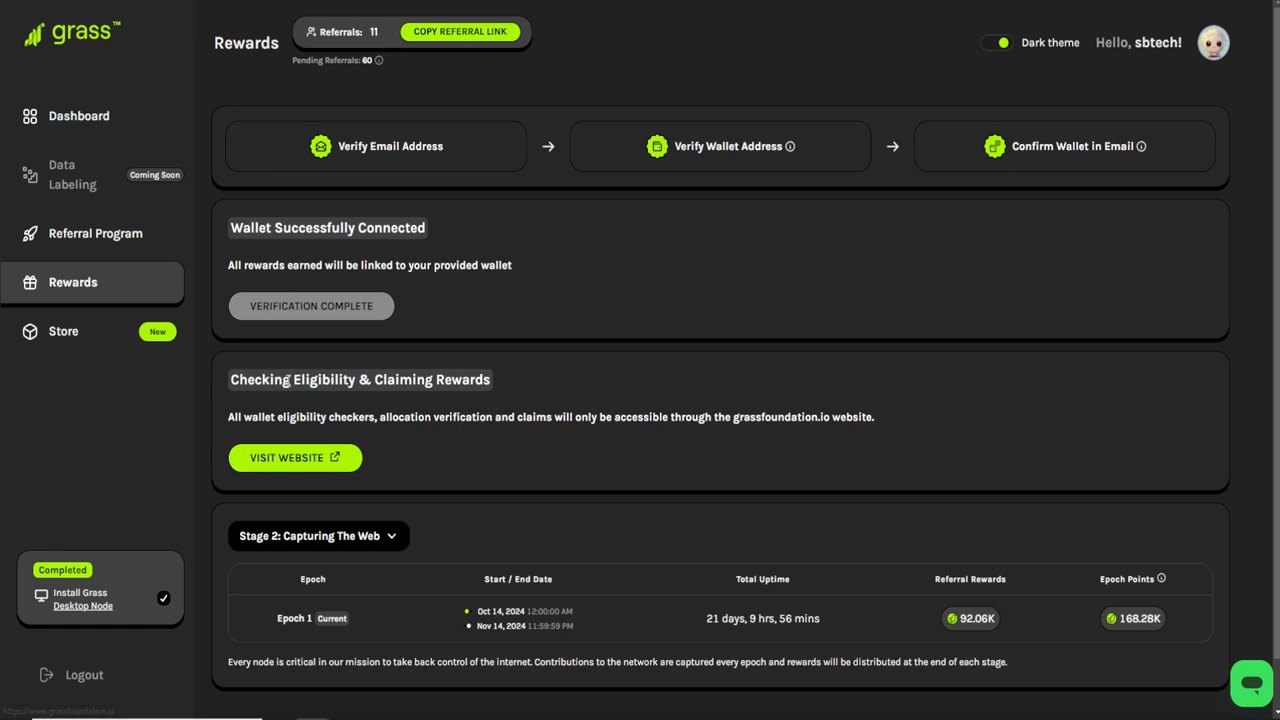 grass™
Rewards
Referrals: 11
COPY REFERRAL LINK
Pending Referrals: 60
Dark theme
Hello, sbtech!
Dashboard
Data
Labeling
Coming Soon
Referral Program
Rewards
Store
New
Verify Email Address
Verify Wallet Address
Confirm Wallet in Email
Wallet Successfully Connected
All rewards earned will be linked to your provided wallet
VERIFICATION COMPLETE
Checking Eligibility & Claiming Rewards
All wallet eligibility checkers, allocation verification and claims will only be accessible through the grassfoundation.io website.
VISIT WEBSITE
Stage 2: Capturing The Web
Epoch Start / End Date Total Uptime Referral Rewards Epoch Points
Epoch 1 Current
Oct 14, 2024 12:00:00 AM
Nov 14, 2024 11:59:59 PM
21 days, 9 hrs, 56 mins
92.06K
168.28K
Every node is critical in our mission to take back control of the internet. Contributions to the network are captured every epoch and rewards will be distributed at the end of each stage.
Completed
Install Grass
Desktop Node
Logout
https://www.grassfoundation.io